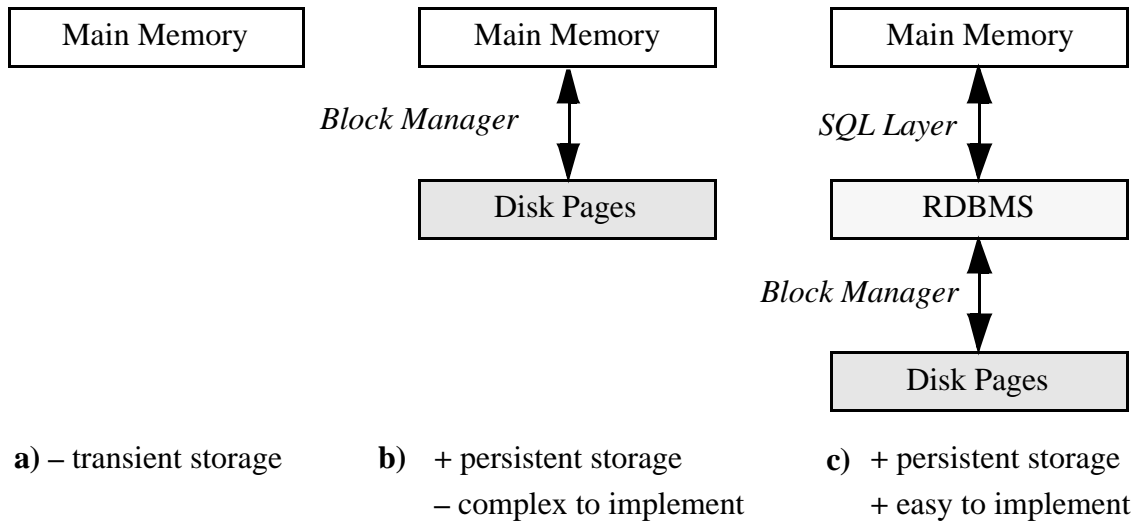 Main Memory
Main Memory
Main Memory
Block Manager
SQL Layer
Disk Pages
RDBMS
Block Manager
Disk Pages
a) – transient storage
b) + persistent storage
– complex to implement
c) + persistent storage
+ easy to implement